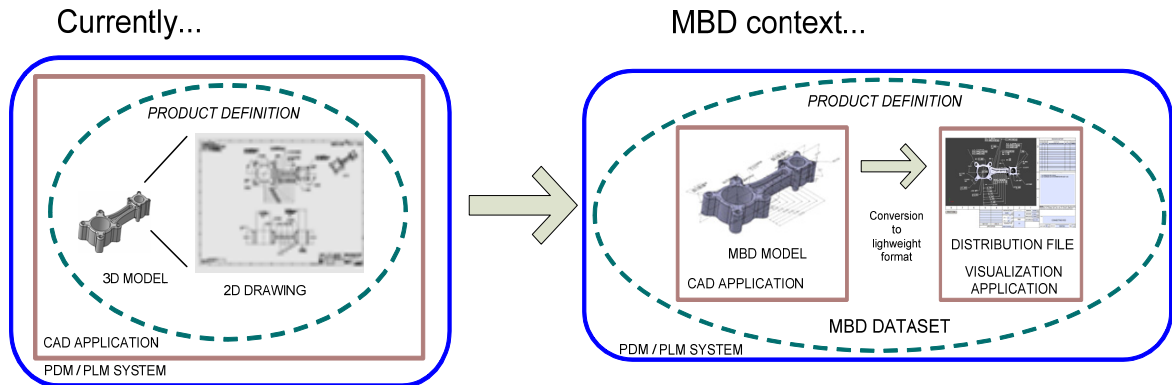 Currently...
PRODUCT DEFINITION
3D MODEL
2D DRAWING
CAD APPLICATION
PDM / PLM SYSTEM
MBD context...
PRODUCT DEFINITION
MBD MODEL
CAD APPLICATION
Conversion
to
lighweight
format
DISTRIBUTION FILE
VISUALIZATION
APPLICATION
MBD DATASET
PDM / PLM SYSTEM